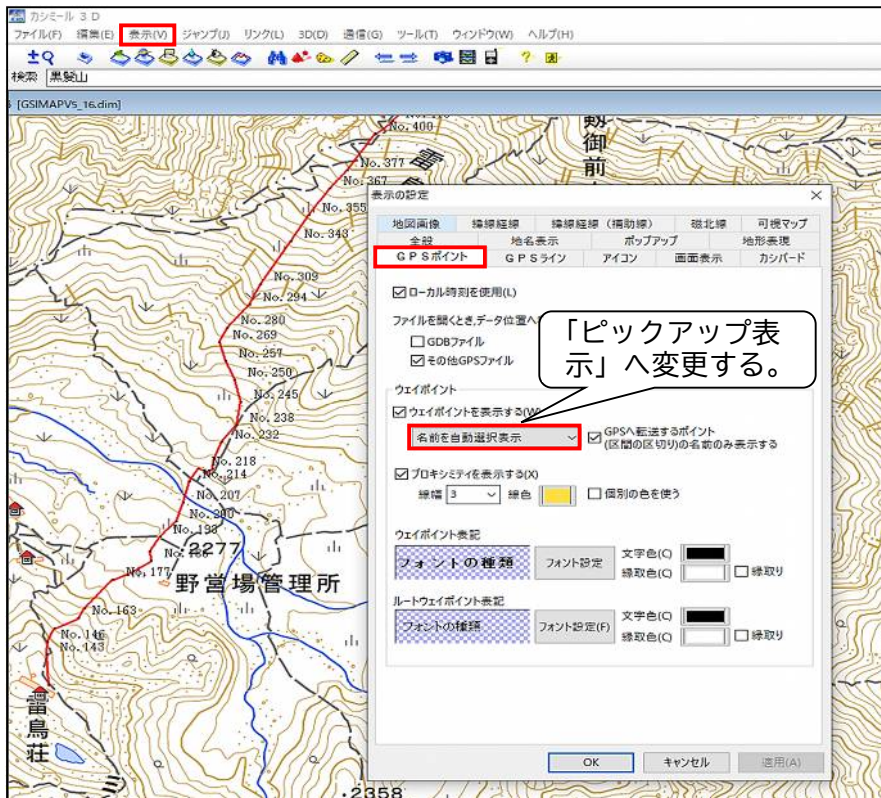 カシミール 3D
ファイル(F) 編集(E) 表示(V) ジャンプ(J) リンク(L) 3D(D) 通信(G) ツール(T) ウィンドウ(W) ヘルプ(H)
検索 黒髪山
[GSIMAPV5_16.dim]
No.400
No.377
No.367
No.355
No.343
No.309
No.294
No.280
No.269
No.257
No.250
No.245
No.238
No.232
No.218
No.214
No.207
No.200
No.193
No.177
No.163
No.146
No.143
・2277
野営場管理所
雷鳥荘
剱御前
・2358
表示の設定
地図画像 緯線経線 緯線経線（補助線） 磁北線 可視マップ
全般 地名表示 ポップアップ 地形表現
GPSポイント GPSライン アイコン 画面表示 カシバード
ローカル時刻を使用(L)
ファイルを開くとき,データ位置へ
GDBファイル
その他GPSファイル
「ピックアップ表
示」へ変更する。
ウェイポイント
ウェイポイントを表示する(W)
名前を自動選択表示
GPSへ転送するポイント
(区間の区切り)の名前のみ表示する
プロキシミティを表示する(X)
線幅 3 線色 個別の色を使う
ウェイポイント表記
フォントの種類 フォント設定 文字色(C)
縁取色(C) 縁取り
ルートウェイポイント表記
フォントの種類 フォント設定(F) 文字色(C)
縁取色(C) 縁取り
OK キャンセル 適用(A)